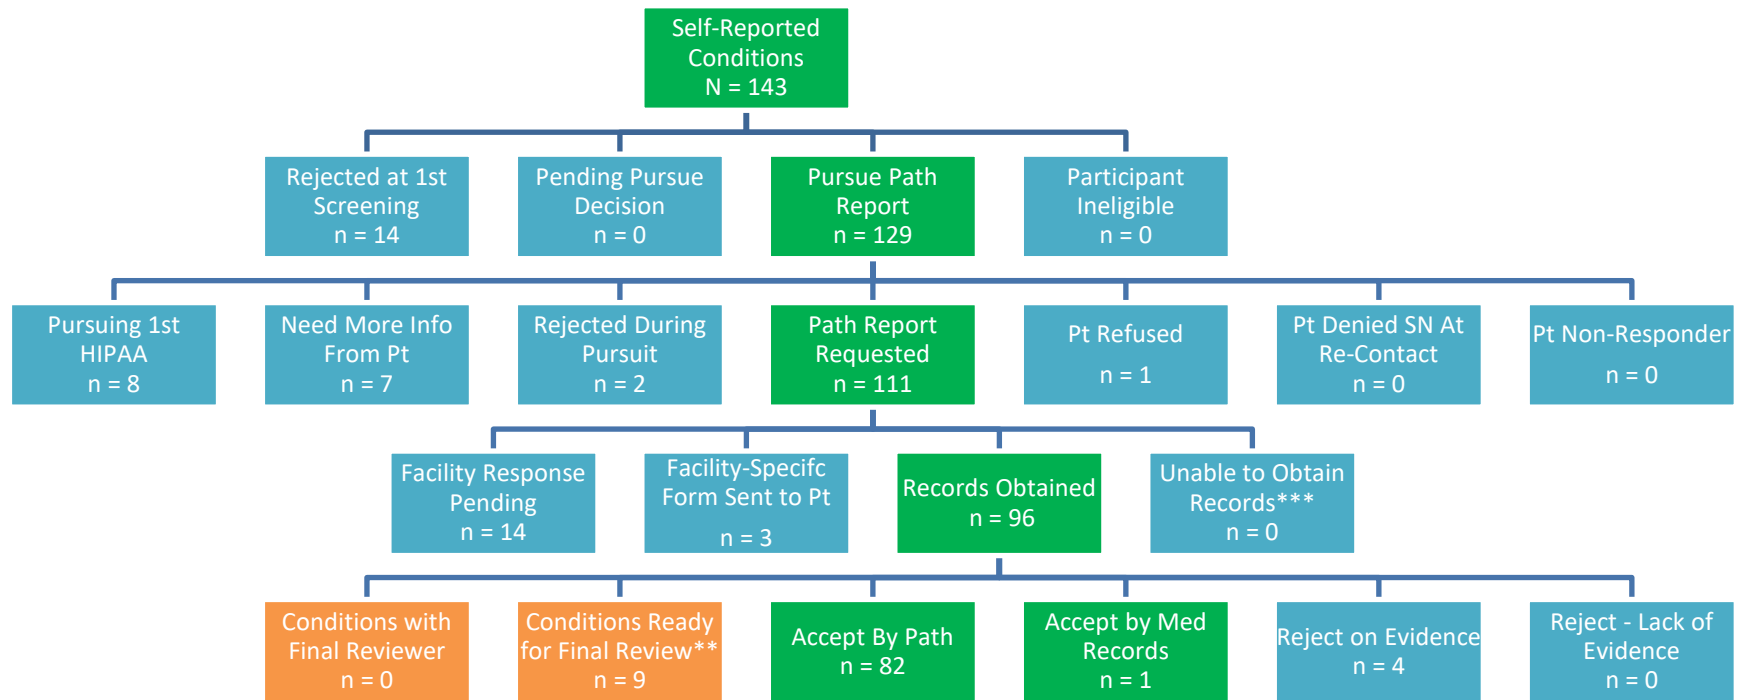 Self-Reported
Conditions
N = 143
Rejected at 1st
Screening
n = 14
Pending Pursue
Decision
n = 0
Pursue Path
Report
n = 129
Participant
Ineligible
n = 0
Pursuing 1st
HIPAA
n = 8
Need More Info
From Pt
n = 7
Rejected During
Pursuit
n = 2
Path Report
Requested
n = 111
Pt Refused
n = 1
Pt Denied SN At
Re-Contact
n = 0
Pt Non-Responder
n = 0
Facility Response
Pending
n = 14
Facility-Specifc
Form Sent to Pt
n = 3
Records Obtained
n = 96
Unable to Obtain
Records***
n = 0
Conditions with
Final Reviewer
n = 0
Conditions Ready
for Final Review**
n = 9
Accept By Path
n = 82
Accept by Med
Records
n = 1
Reject on Evidence
n = 4
Reject - Lack of
Evidence
n = 0